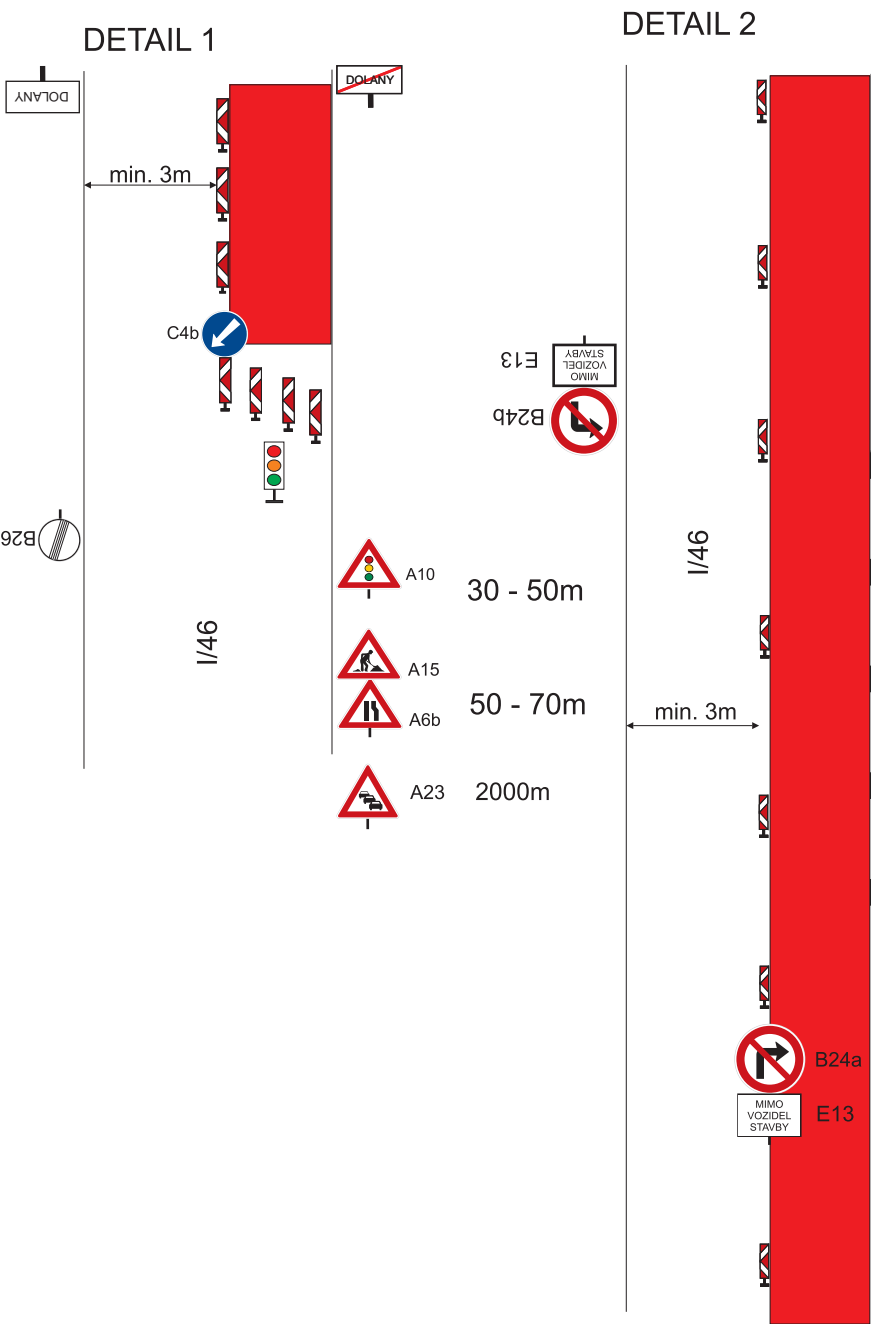 DETAIL 1
DOLANY
DOLANY
min. 3m
C4b
B26
A10
30 - 50m
I/46
A15
50 - 70m
A6b
A23
2000m
DETAIL 2
E13
MIMO
VOZIDEL
STAVBY
B24b
I/46
min. 3m
B24a
MIMO
VOZIDEL
STAVBY
E13